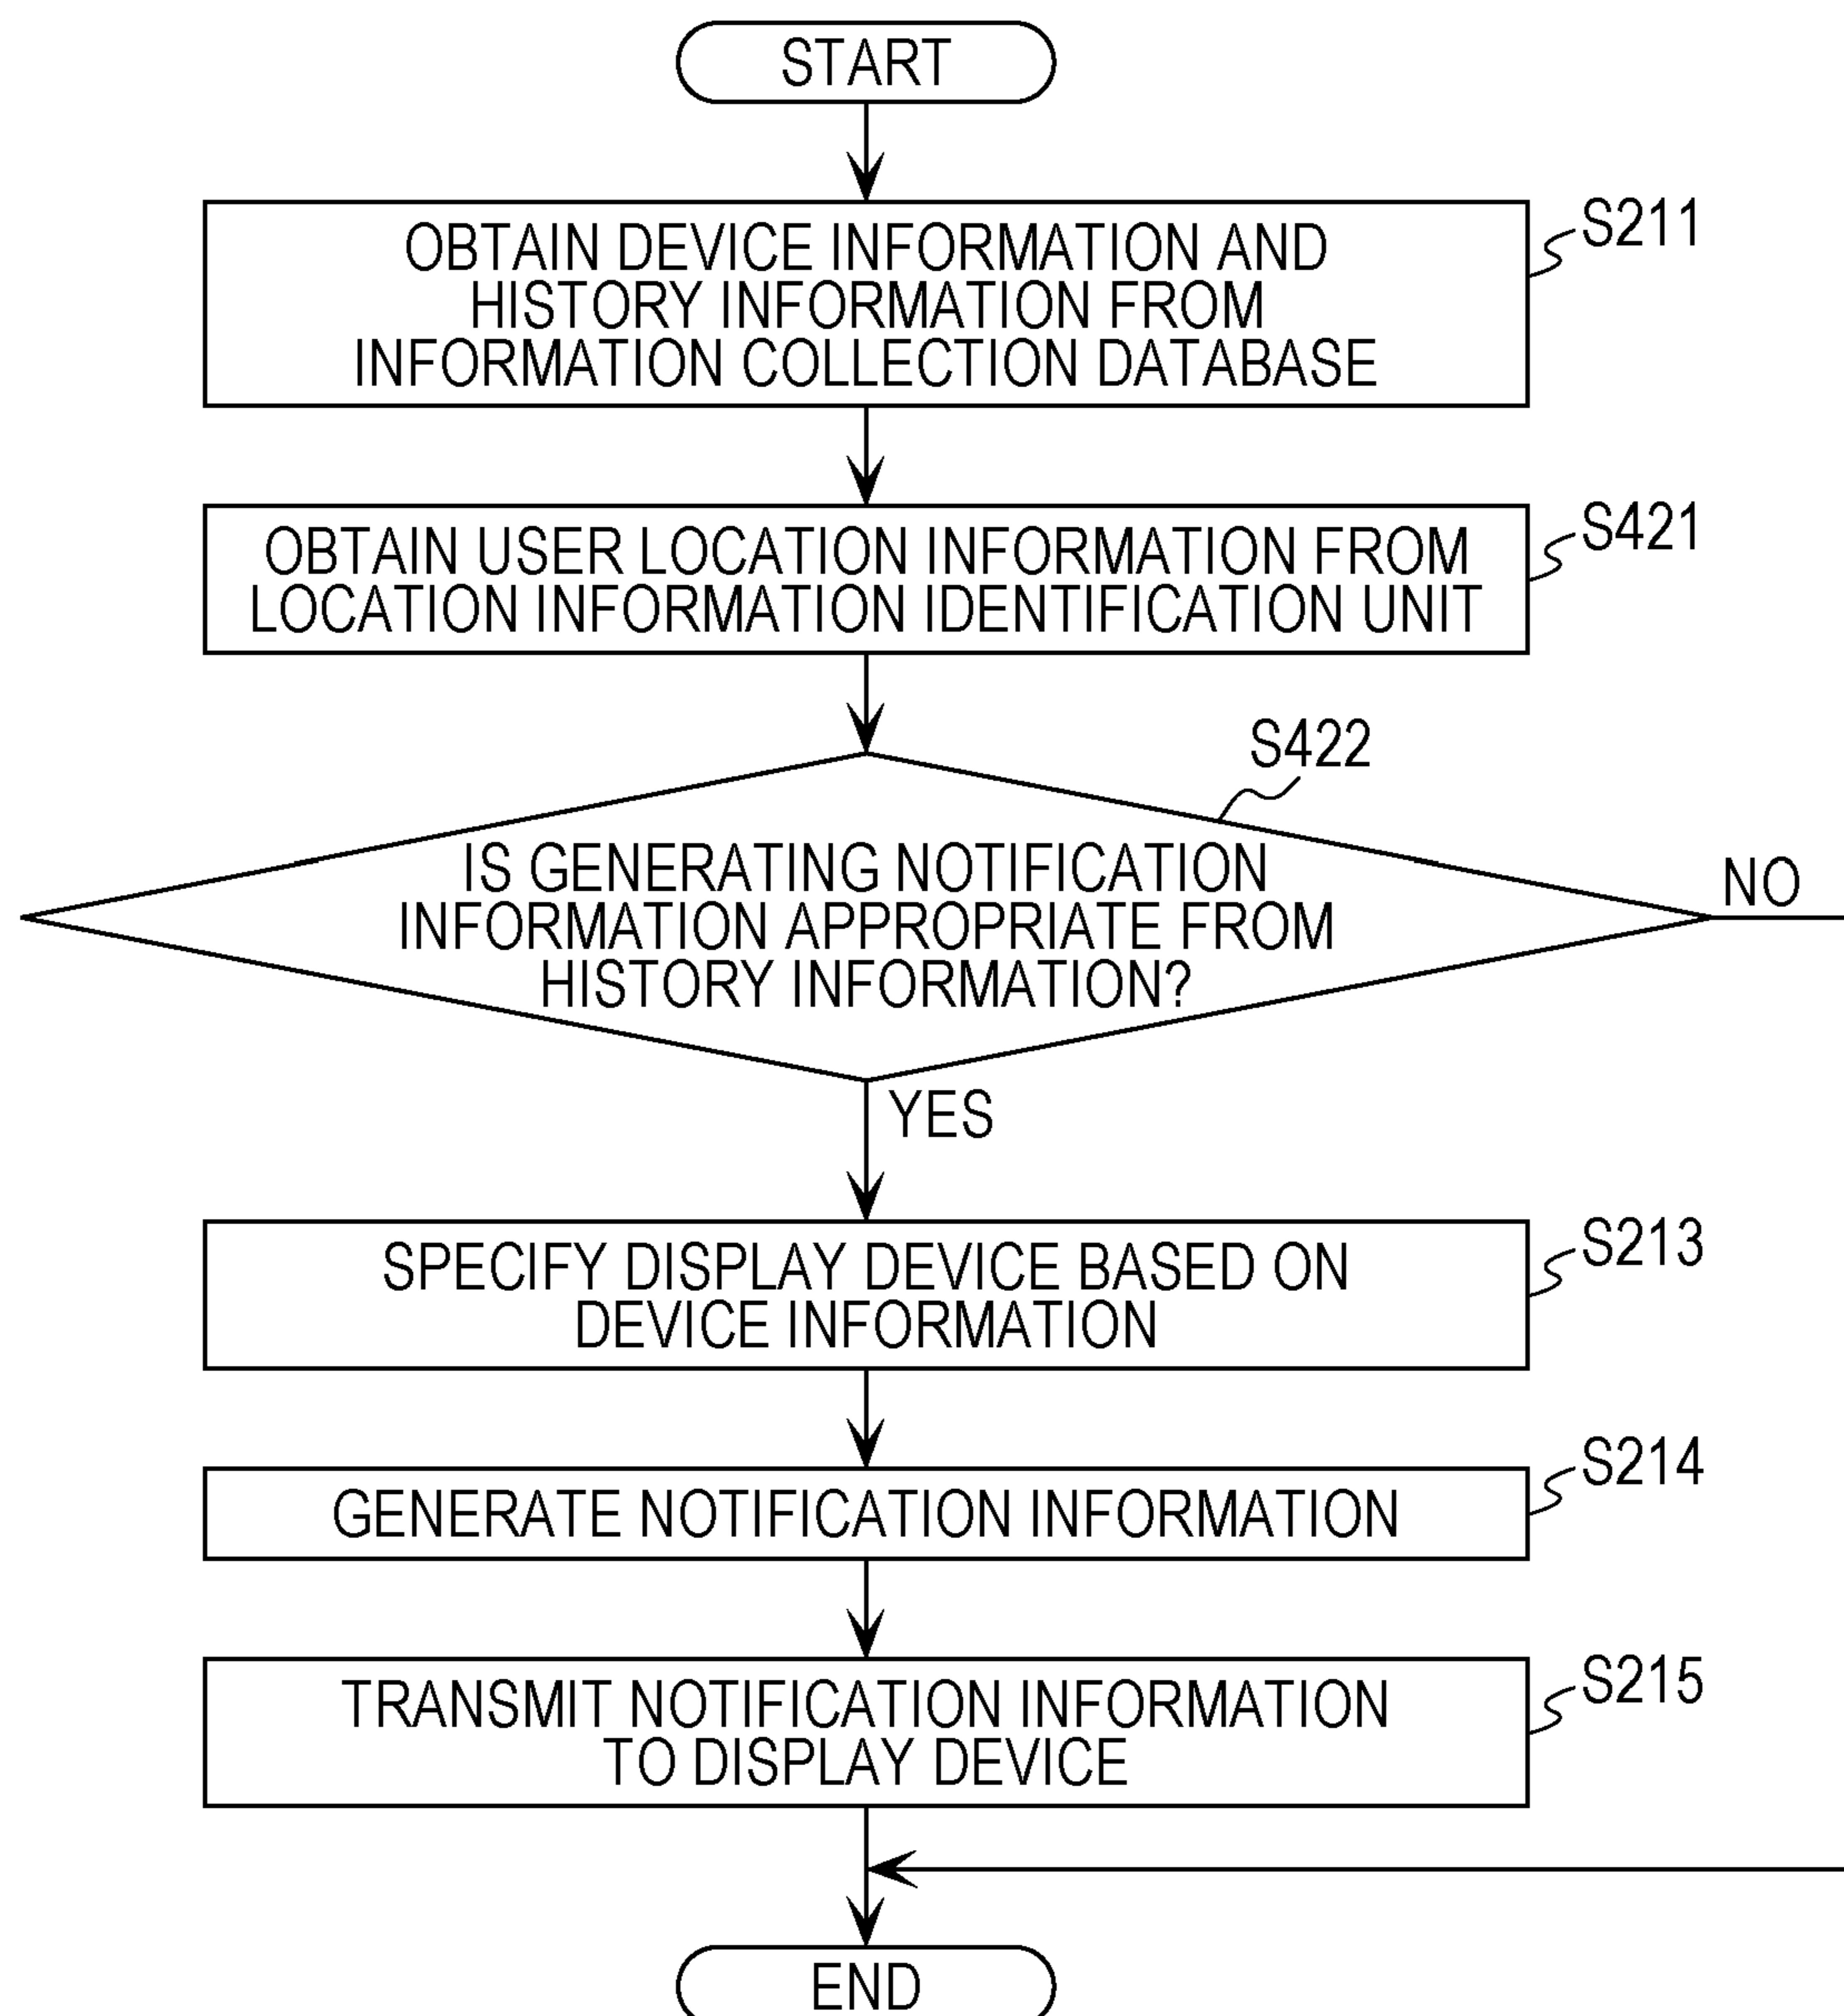 START
S211
OBTAIN DEVICE INFORMATION AND
HISTORY INFORMATION FROM
INFORMATION COLLECTION DATABASE
S421
OBTAIN USER LOCATION INFORMATION FROM
LOCATION INFORMATION IDENTIFICATION UNIT
S422
IS GENERATING NOTIFICATION
INFORMATION APPROPRIATE FROM
HISTORY INFORMATION?
NO
YES
S213
SPECIFY DISPLAY DEVICE BASED ON
DEVICE INFORMATION
S214
GENERATE NOTIFICATION INFORMATION
S215
TRANSMIT NOTIFICATION INFORMATION
TO DISPLAY DEVICE
END